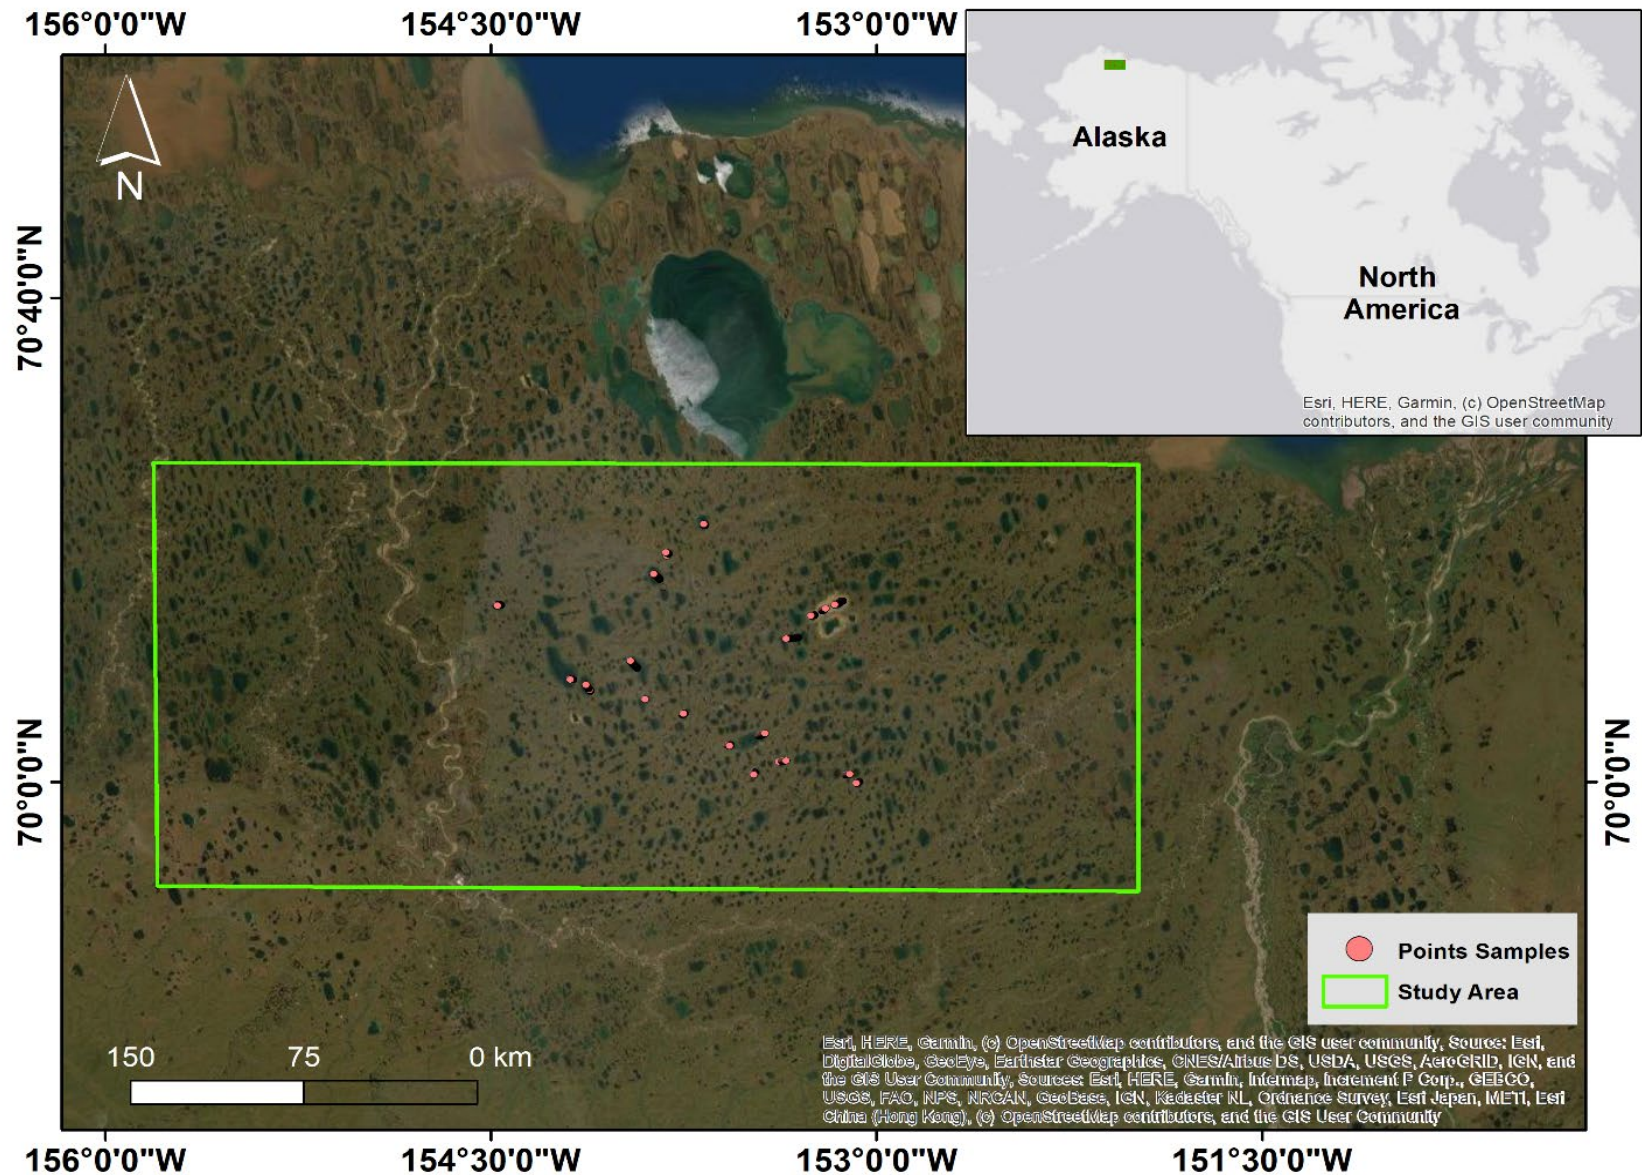 156°0'0"W 154°30'0"W 153°0'0"W
Alaska
North
America
Esri, HERE, Garmin, (c) OpenStreetMap
contributors, and the GIS user community
N
70°40'0"N
70°0'0"N
70°0'0"N
Points Samples
Study Area
150 75 0 km
Esri, HERE, Garmin, (c) OpenStreetMap contributors, and the GIS user community, Source: Esri,
DigitalGlobe, GeoEye, Earthstar Geographics, CNES/Airbus DS, USDA, USGS, AeroGRID, IGN, and
the GIS User Community, Sources: Esri, HERE, Garmin, Intermap, increment P Corp., GEBCO,
USGS, FAO, NPS, NRCAN, GeoBase, IGN, Kadaster NL, Ordnance Survey, Esri Japan, METI, Esri
China (Hong Kong), (c) OpenStreetMap contributors, and the GIS User Community
156°0'0"W 154°30'0"W 153°0'0"W 151°30'0"W